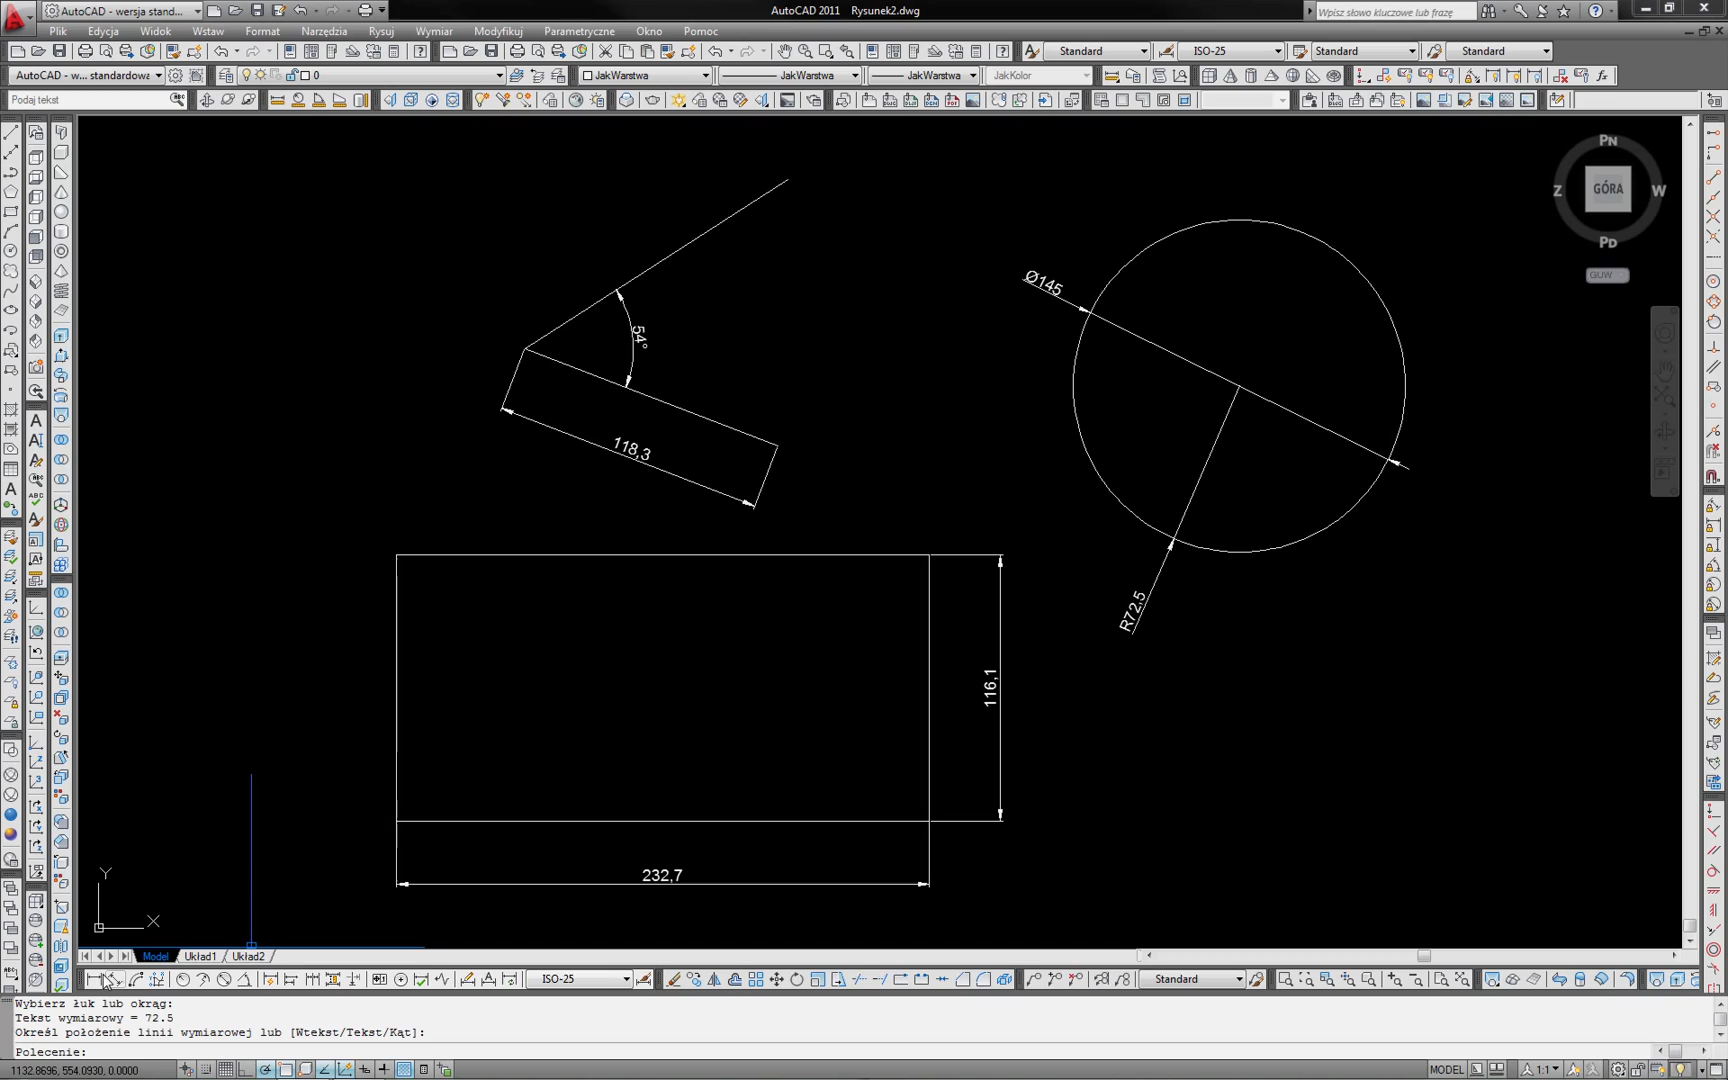 AutoCAD - wersja stand...
AutoCAD 2011 Rysunek2.dwg
Wpisz słowo kluczowe lub frazę
Plik Edycja Widok Wstaw Format Narzędzia Rysuj Wymiar Modyfikuj Parametryczne Okno Pomoc
Standard ISO-25 Standard Standard
AutoCAD - w... standardowa 0 JakWarstwa JakWarstwa JakWarstwa JakKolor
Podaj tekst
PN
Z GÓRA W
PD
GUW
Ø145
54°
118,3
R72,5
116,1
232,7
Y
X
Model Układ1 Układ2
ISO-25 Standard
Wybierz łuk lub okrąg:
Tekst wymiarowy = 72.5
Określ położenie linii wymiarowej lub [Wtekst/Tekst/Kąt]:
Polecenie:
1132.8696, 554.0930, 0.0000 MODEL 1:1